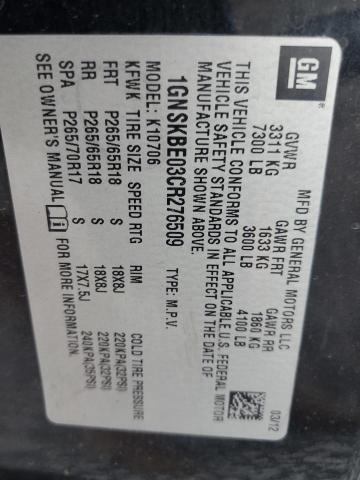 GM
MFD BY GENERAL MOTORS LLC
GVWR GAWR FRT GAWR RR
3311 KG 1633 KG 1860 KG
7300 LB 3600 LB 4100 LB
03/12
THIS VEHICLE CONFORMS TO ALL APPLICABLE U.S. FEDERAL MOTOR
VEHICLE SAFETY STANDARDS IN EFFECT ON THE DATE OF
MANUFACTURE SHOWN ABOVE.
1GNSKBE03CR276509 TYPE: M.P.V.
MODEL: K10706
KFWK TIRE SIZE SPEED RTG RIM COLD TIRE PRESSURE
FRT P265/65R18 S 18X8J 220KPA(32PSI)
RR P265/65R18 S 18X8J 220KPA(32PSI)
SPA P265/70R17 S 17X7.5J 240KPA(35PSI)
SEE OWNER'S MANUAL